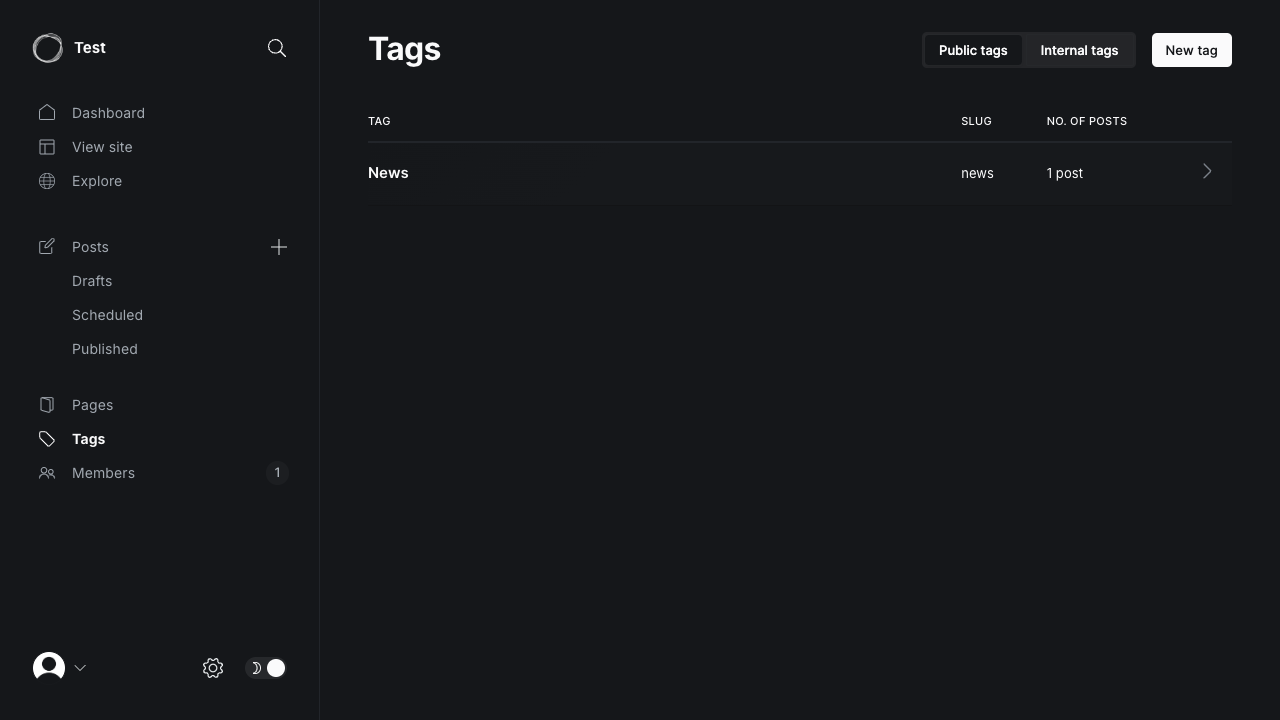 Test
Dashboard
View site
Explore
Posts
Drafts
Scheduled
Published
Pages
Tags
Members 1
Tags
Public tags Internal tags New tag
TAG SLUG NO. OF POSTS
News news 1 post